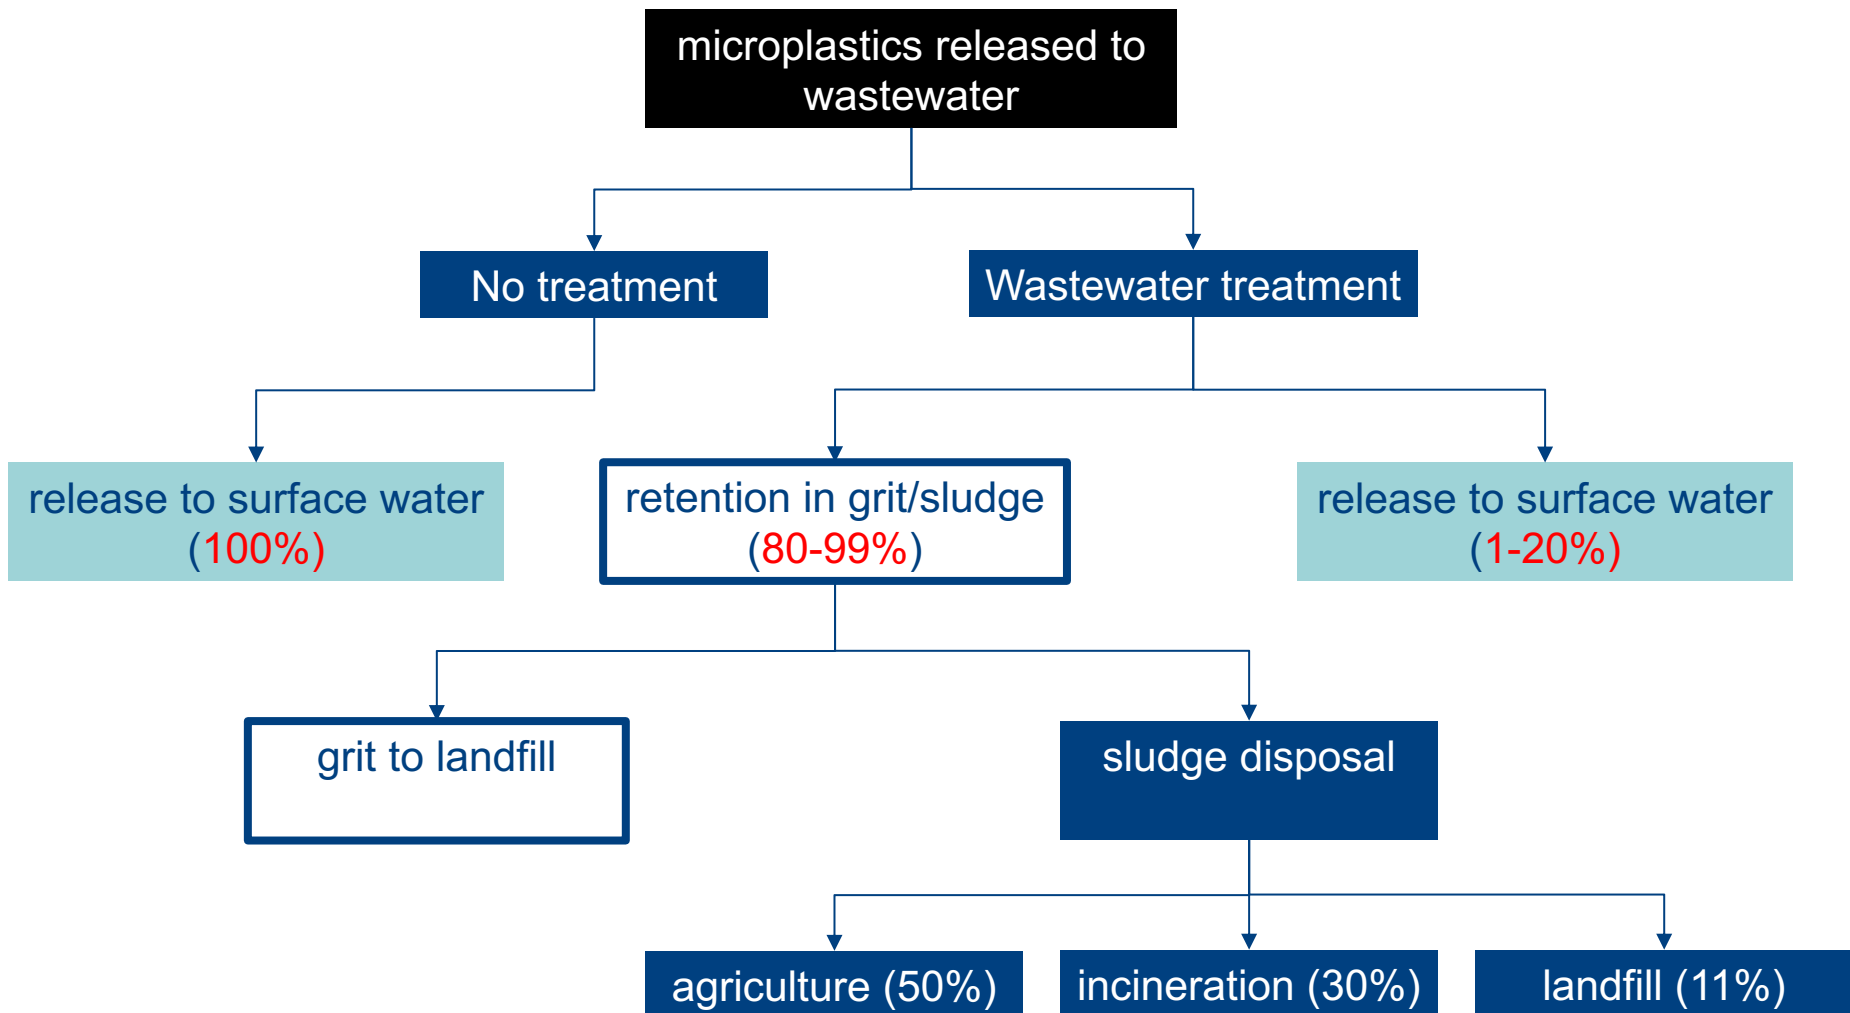 microplastics released to
wastewater
No treatment
Wastewater treatment
release to surface water
(100%)
retention in grit/sludge
(80-99%)
release to surface water
(1-20%)
grit to landfill
sludge disposal
agriculture (50%)
incineration (30%)
landfill (11%)